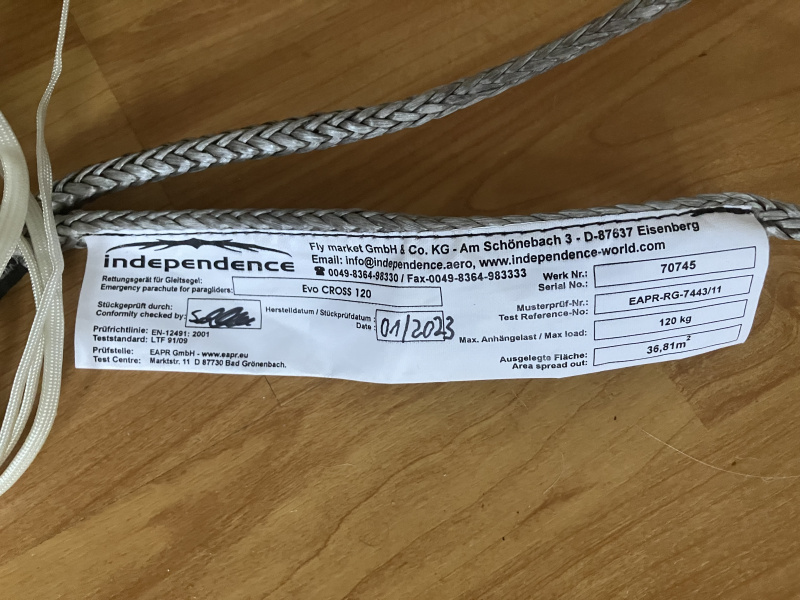 independence
Fly market GmbH & Co. KG - Am Schönebach 3 - D-87637 Eisenberg
Email: Info@independence.aero, www.independence-world.com
☎ 0049-8364-98330 / Fax-0049-8364-983333
Rettungsgerät für Gleitsegel:
Emergency parachute for paragliders:
Evo CROSS 120
Stückgeprüft durch:
Conformity checked by:
Herstelldatum / Stückprüfdatum :
Date :
01/2023
Prüfrichtlinie: EN-12491: 2001
Teststandard: LTF 91/09
Prüfstelle: EAPR GmbH - www.eapr.eu
Test Centre: Marktstr. 11 D 87730 Bad Grönenbach.
Werk Nr.:
Serial No.:
70745
Musterprüf-Nr.:
Test Reference-No:
EAPR-RG-7443/11
Max. Anhängelast / Max load:
120 kg
Ausgelegte Fläche:
Area spread out:
36,81m²